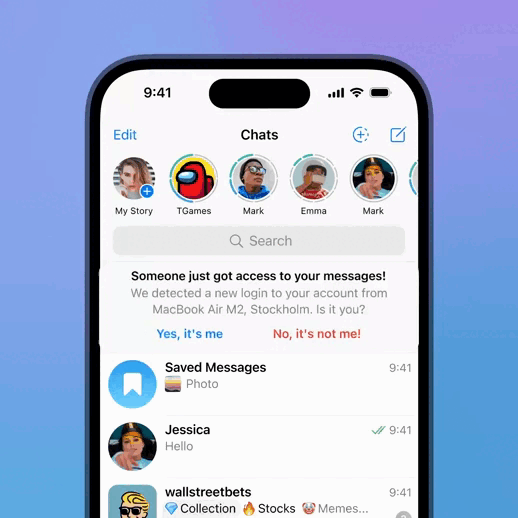 9:41
Edit Chats
My Story TGames Mark Emma Mark
Search
Someone just got access to your messages!
We detected a new login to your account from
MacBook Air M2, Stockholm. Is it you?
Yes, it's me No, it's not me!
Saved Messages 9:41
Photo
Jessica 9:41
Hello
wallstreetbets 9:41
💎Collection 🔥Stocks 🤡Memes...